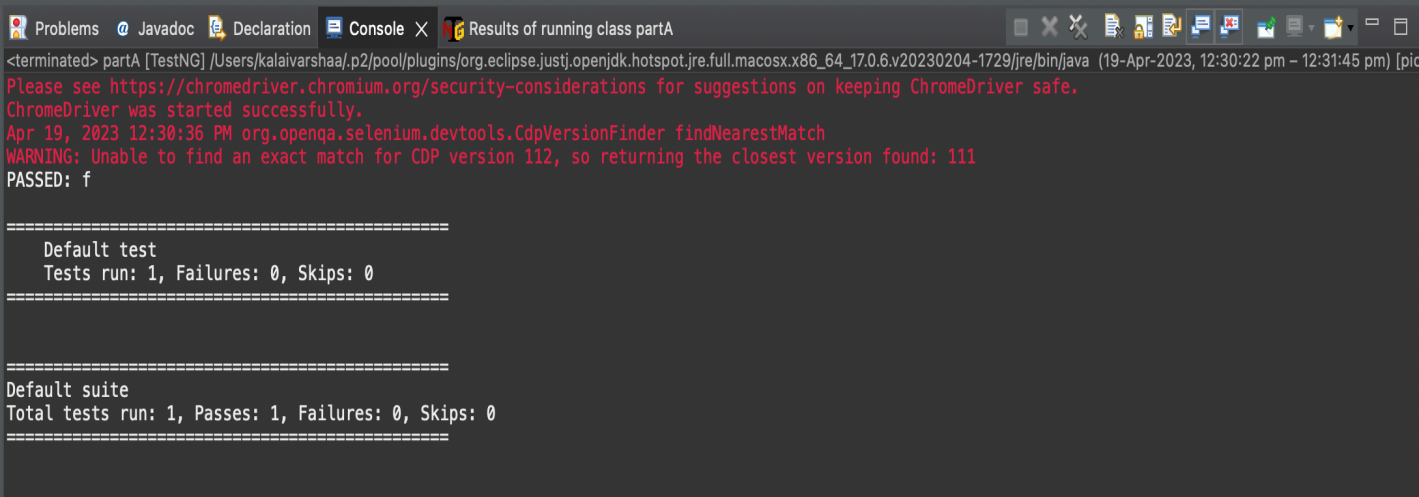 Problems @ Javadoc Declaration Console Results of running class partA
<terminated> partA [TestNG] /Users/kalaivarshaa/.p2/pool/plugins/org.eclipse.justj.openjdk.hotspot.jre.full.macosx.x86_64_17.0.6.v20230204-1729/jre/bin/java (19-Apr-2023, 12:30:22 pm – 12:31:45 pm) [pic
Please see https://chromedriver.chromium.org/security-considerations for suggestions on keeping ChromeDriver safe.
ChromeDriver was started successfully.
Apr 19, 2023 12:30:36 PM org.openqa.selenium.devtools.CdpVersionFinder findNearestMatch
WARNING: Unable to find an exact match for CDP version 112, so returning the closest version found: 111
PASSED: f
===============================================
Default test
Tests run: 1, Failures: 0, Skips: 0
===============================================
===============================================
Default suite
Total tests run: 1, Passes: 1, Failures: 0, Skips: 0
===============================================